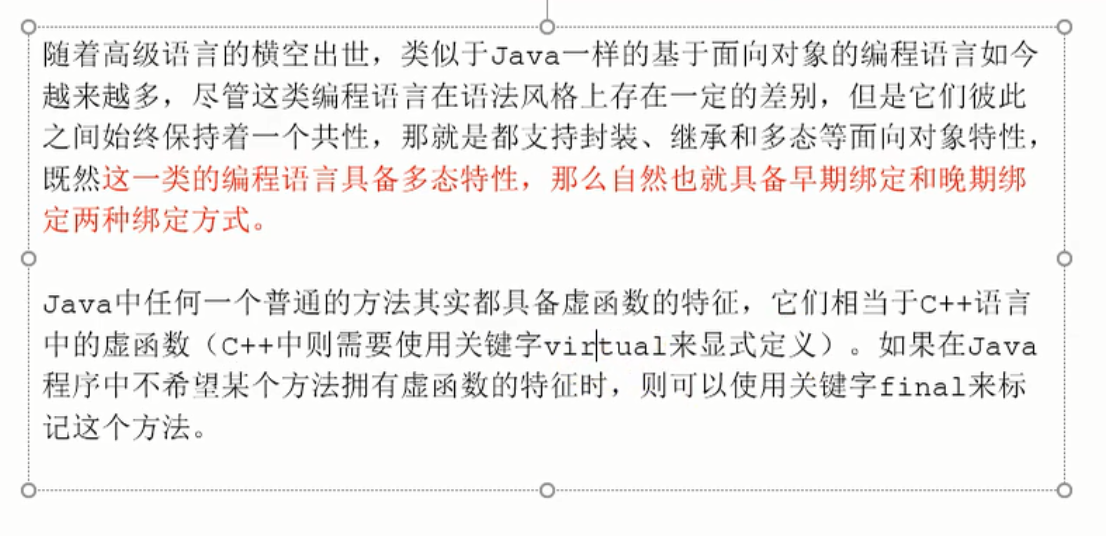 随着高级语言的横空出世，类似于Java一样的基于面向对象的编程语言如今
越来越多，尽管这类编程语言在语法风格上存在一定的差别，但是它们彼此
之间始终保持着一个共性，那就是都支持封装、继承和多态等面向对象特性，
既然这一类的编程语言具备多态特性，那么自然也就具备早期绑定和晚期绑
定两种绑定方式。
Java中任何一个普通的方法其实都具备虚函数的特征，它们相当于C++语言
中的虚函数（C++中则需要使用关键字virtual来显式定义）。如果在Java
程序中不希望某个方法拥有虚函数的特征时，则可以使用关键字final来标
记这个方法。